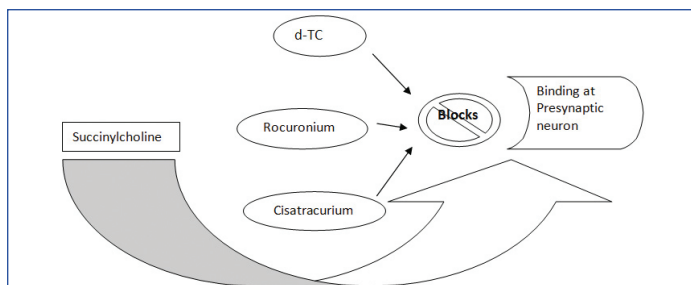 d-TC
Binding at
Presynaptic
neuron
Blocks
Rocuronium
Succinylcholine
Cisatracurium